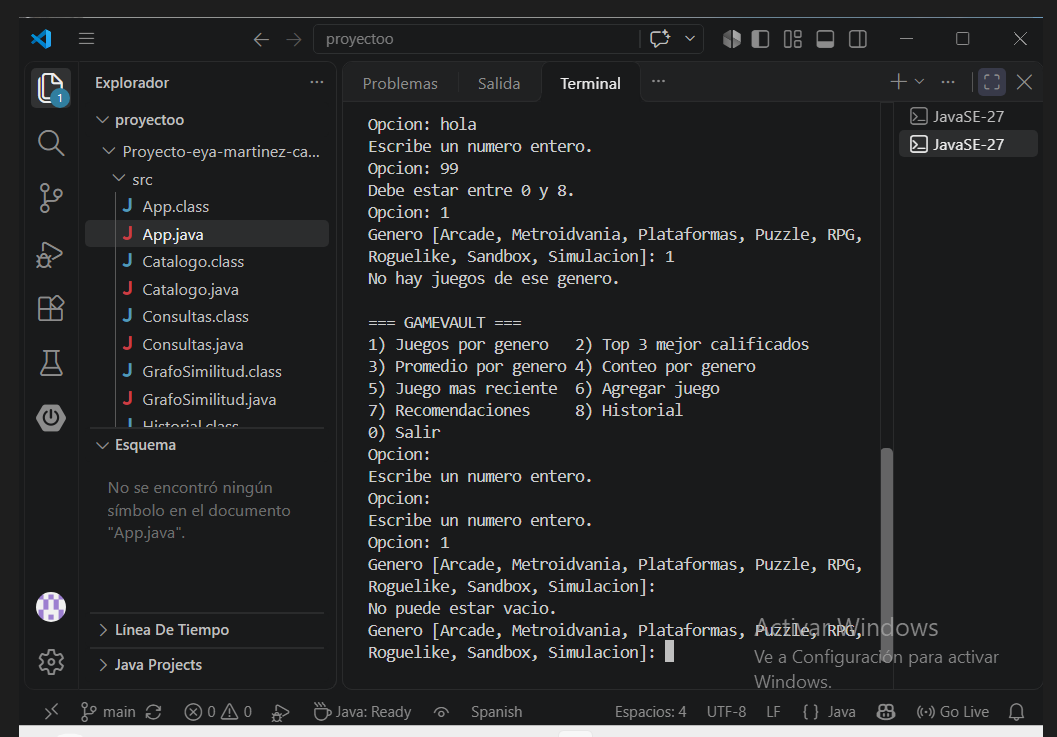 proyectoo
Explorador
1
proyectoo
Proyecto-eya-martinez-ca...
src
J App.class
J App.java
J Catalogo.class
J Catalogo.java
J Consultas.class
J Consultas.java
J GrafoSimilitud.class
J GrafoSimilitud.java
J Historial.class
Esquema
No se encontró ningún
símbolo en el documento
"App.java".
Línea De Tiempo
Java Projects
Problemas Salida Terminal
Opcion: hola
Escribe un numero entero.
Opcion: 99
Debe estar entre 0 y 8.
Opcion: 1
Genero [Arcade, Metroidvania, Plataformas, Puzzle, RPG,
Roguelike, Sandbox, Simulacion]: 1
No hay juegos de ese genero.
=== GAMEVAULT ===
1) Juegos por genero 2) Top 3 mejor calificados
3) Promedio por genero 4) Conteo por genero
5) Juego mas reciente 6) Agregar juego
7) Recomendaciones 8) Historial
0) Salir
Opcion:
Escribe un numero entero.
Opcion:
Escribe un numero entero.
Opcion: 1
Genero [Arcade, Metroidvania, Plataformas, Puzzle, RPG,
Roguelike, Sandbox, Simulacion]:
No puede estar vacio.
Genero [Arcade, Metroidvania, Plataformas, Puzzle, RPG,
Roguelike, Sandbox, Simulacion]:
JavaSE-27
JavaSE-27
Activar Windows
Ve a Configuración para activar
Windows.
main 0 0 Java: Ready Spanish Espacios: 4 UTF-8 LF {} Java Go Live